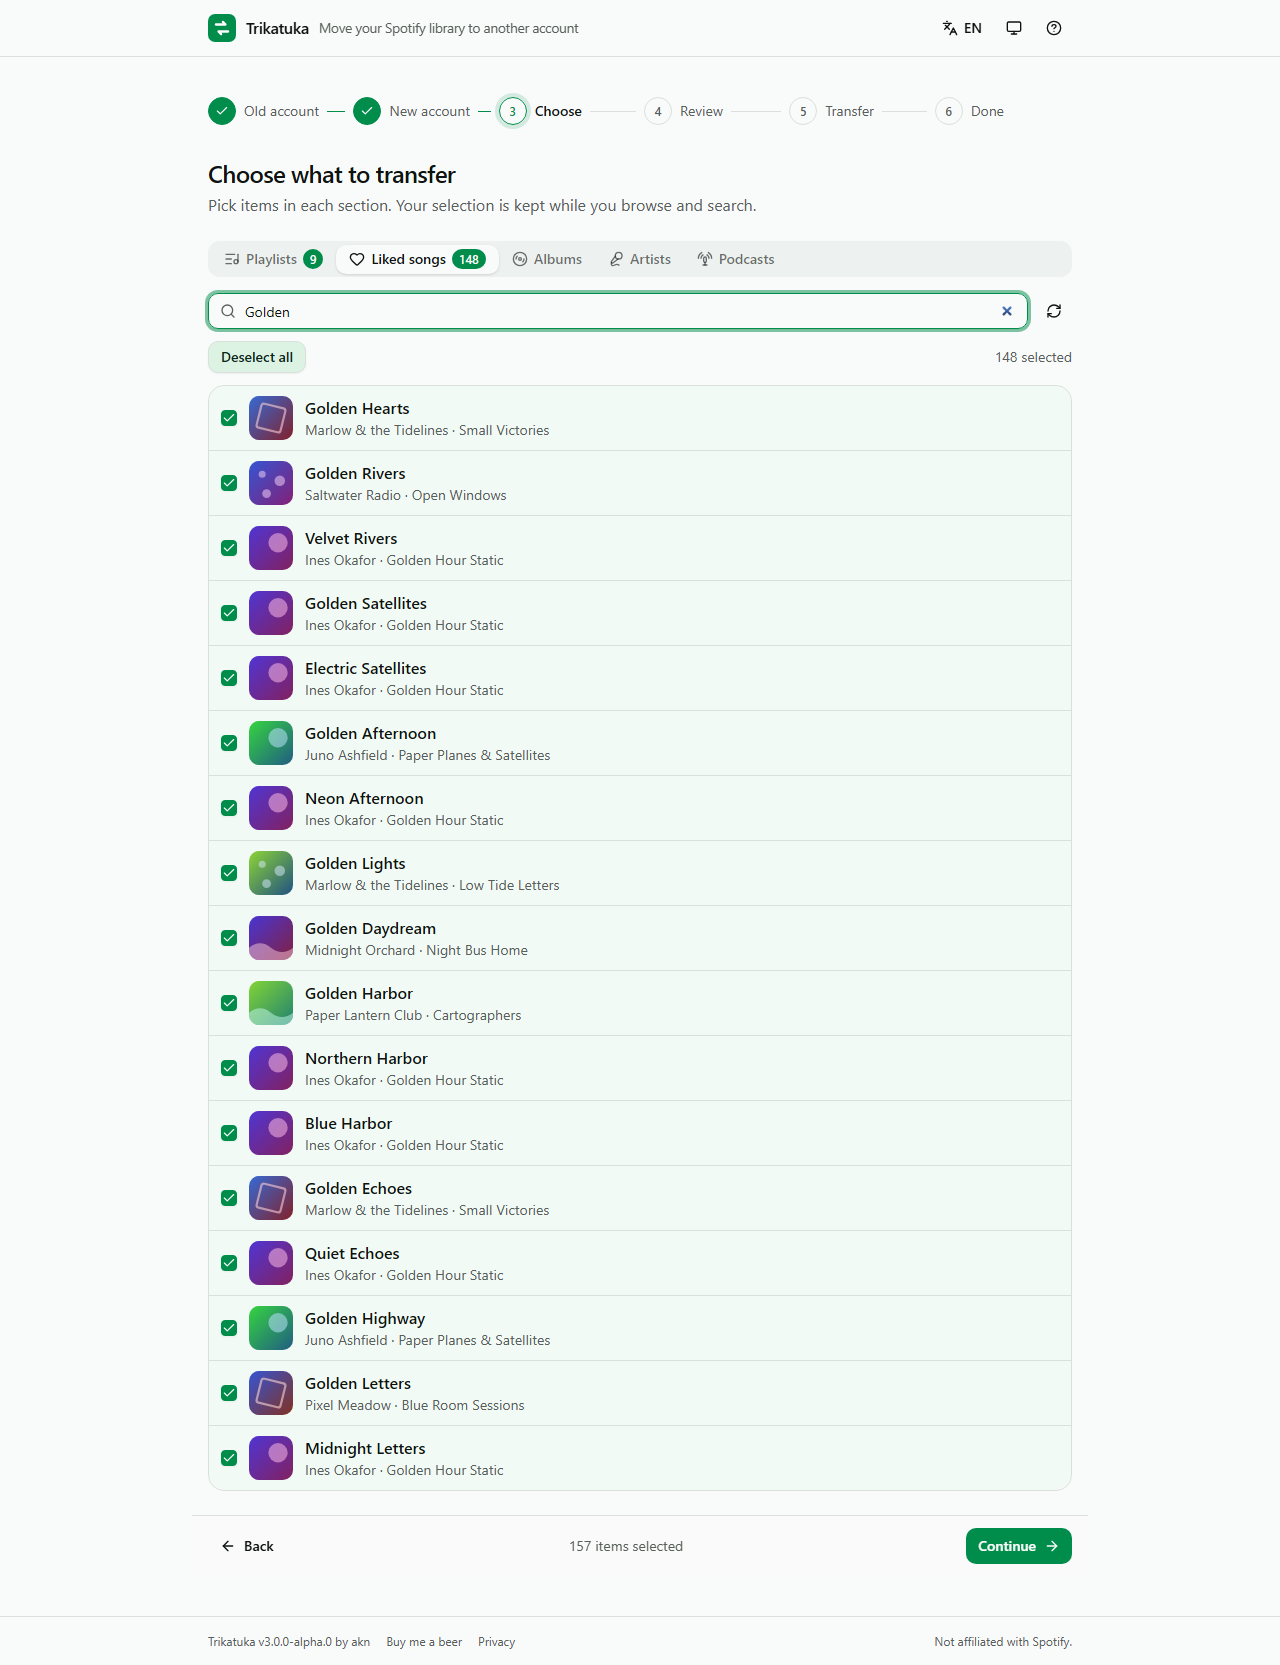 Trikatuka Move your Spotify library to another account EN
Old account New account 3 Choose 4 Review 5 Transfer 6 Done
Choose what to transfer
Pick items in each section. Your selection is kept while you browse and search.
Playlists 9 Liked songs 148 Albums Artists Podcasts
Golden
Deselect all 148 selected
Golden Hearts
Marlow & the Tidelines · Small Victories
Golden Rivers
Saltwater Radio · Open Windows
Velvet Rivers
Ines Okafor · Golden Hour Static
Golden Satellites
Ines Okafor · Golden Hour Static
Electric Satellites
Ines Okafor · Golden Hour Static
Golden Afternoon
Juno Ashfield · Paper Planes & Satellites
Neon Afternoon
Ines Okafor · Golden Hour Static
Golden Lights
Marlow & the Tidelines · Low Tide Letters
Golden Daydream
Midnight Orchard · Night Bus Home
Golden Harbor
Paper Lantern Club · Cartographers
Northern Harbor
Ines Okafor · Golden Hour Static
Blue Harbor
Ines Okafor · Golden Hour Static
Golden Echoes
Marlow & the Tidelines · Small Victories
Quiet Echoes
Ines Okafor · Golden Hour Static
Golden Highway
Juno Ashfield · Paper Planes & Satellites
Golden Letters
Pixel Meadow · Blue Room Sessions
Midnight Letters
Ines Okafor · Golden Hour Static
Back 157 items selected Continue
Trikatuka v3.0.0-alpha.0 by akn Buy me a beer Privacy Not affiliated with Spotify.